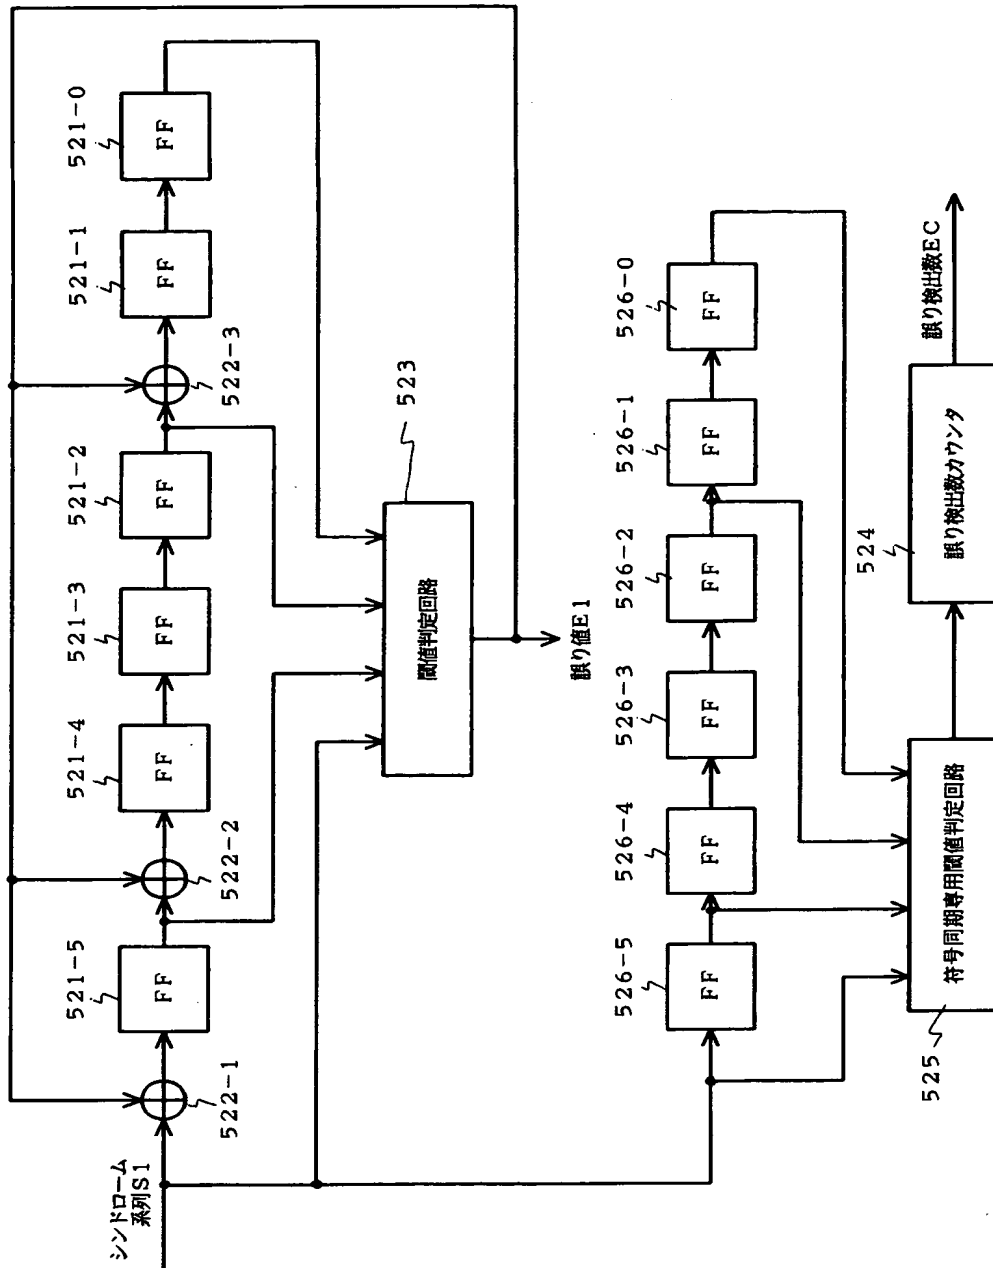 シンドローム
系列S1
522-1
521-5
FF
522-2
521-4
FF
521-3
FF
521-2
FF
522-3
521-1
FF
521-0
FF
閾値判定回路
523
誤り値E1
526-5
FF
526-4
FF
526-3
FF
526-2
FF
526-1
FF
526-0
FF
525
符号同期専用閾値判定回路
524
誤り検出数カウンタ
誤り検出数EC